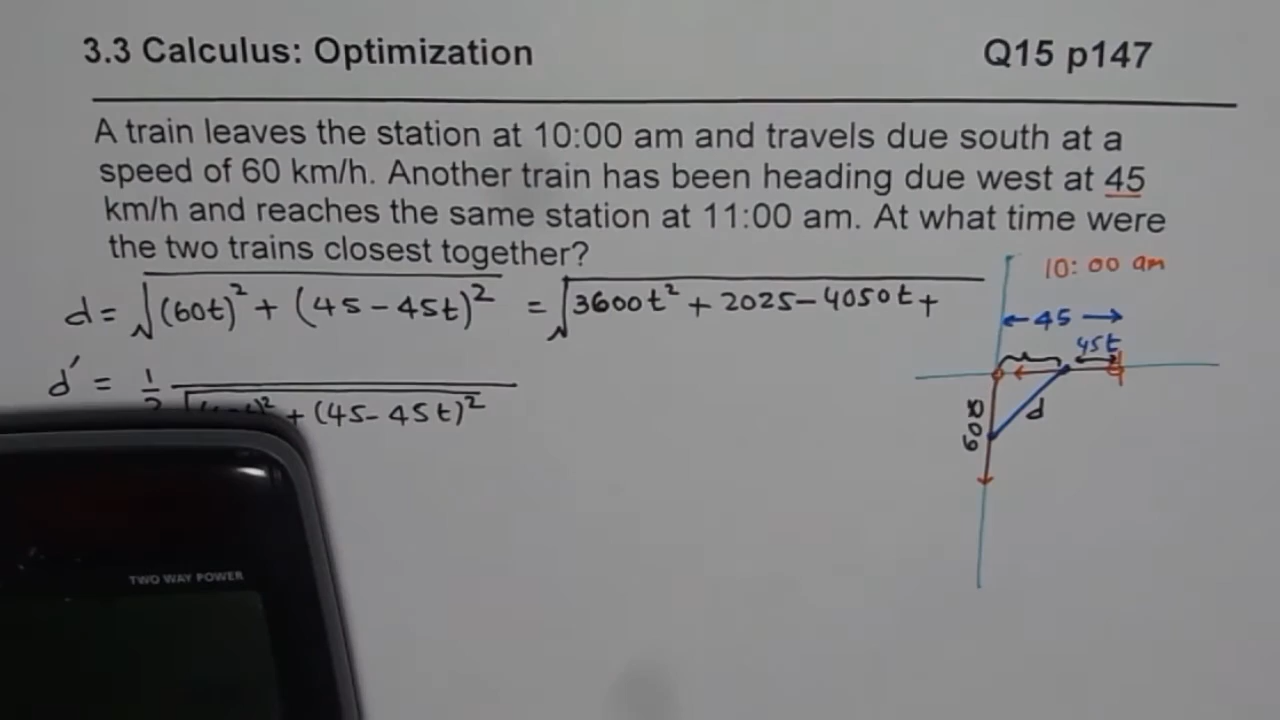 3.3 Calculus: Optimization Q15 p147
A train leaves the station at 10:00 am and travels due south at a
speed of 60 km/h. Another train has been heading due west at 45
km/h and reaches the same station at 11:00 am. At what time were
the two trains closest together?
10:00 am
d = √(60t)² + (45 - 45t)² = √3600t² + 2025 - 4050t +
← 45 →
45t
d' = 1/2
+ (45 - 45t)²
60
d
TWO WAY POWER